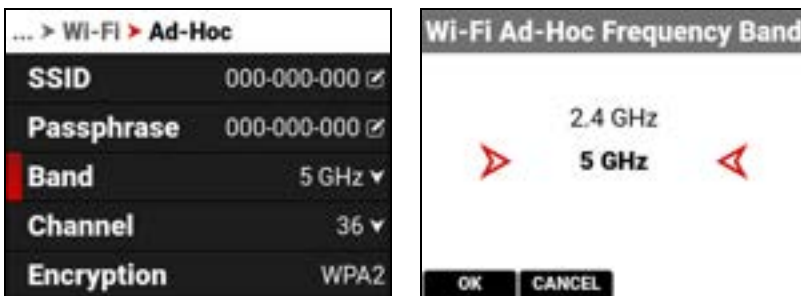 ... > Wi-Fi > Ad-Hoc
SSID 000-000-000
Passphrase 000-000-000
Band 5 GHz
Channel 36
Encryption WPA2
Wi-Fi Ad-Hoc Frequency Band
2.4 GHz
5 GHz
OK CANCEL